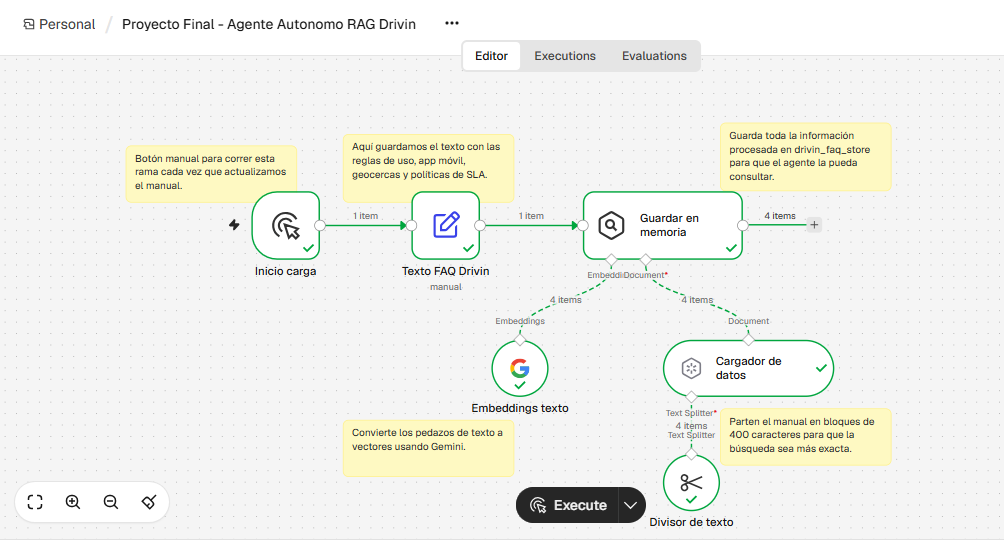 Personal / Proyecto Final - Agente Autonomo RAG Drivin ...
Editor Executions Evaluations
Botón manual para correr esta
rama cada vez que actualizamos
el manual.
Aquí guardamos el texto con las
reglas de uso, app móvil,
geocercas y políticas de SLA.
Guarda toda la información
procesada en drivin_faq_store
para que el agente la pueda
consultar.
Inicio carga
1 item
Texto FAQ Drivin
manual
1 item
Guardar en
memoria
4 items
+
Embeddi
Document*
4 items
4 items
Embeddings
Document
Embeddings texto
Cargador de
datos
Text Splitter*
4 items
Text Splitter
Convierte los pedazos de texto a
vectores usando Gemini.
Parten el manual en bloques de
400 caracteres para que la
búsqueda sea más exacta.
Execute
Divisor de texto